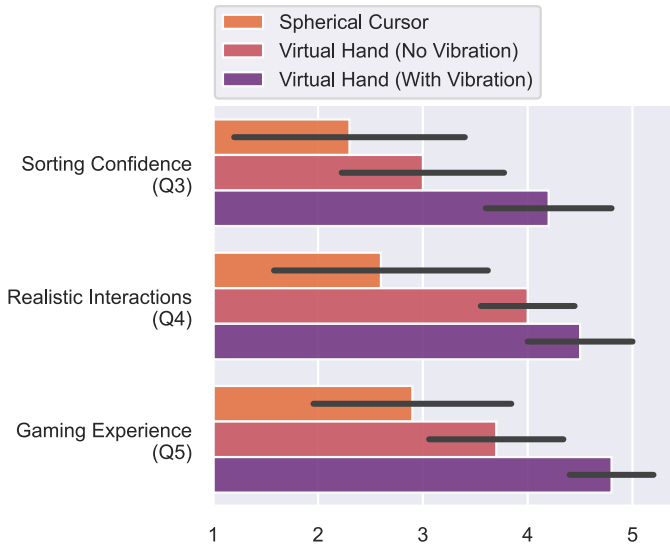 Spherical Cursor
Virtual Hand (No Vibration)
Virtual Hand (With Vibration)
Sorting Confidence
(Q3)
Realistic Interactions
(Q4)
Gaming Experience
(Q5)
1 2 3 4 5